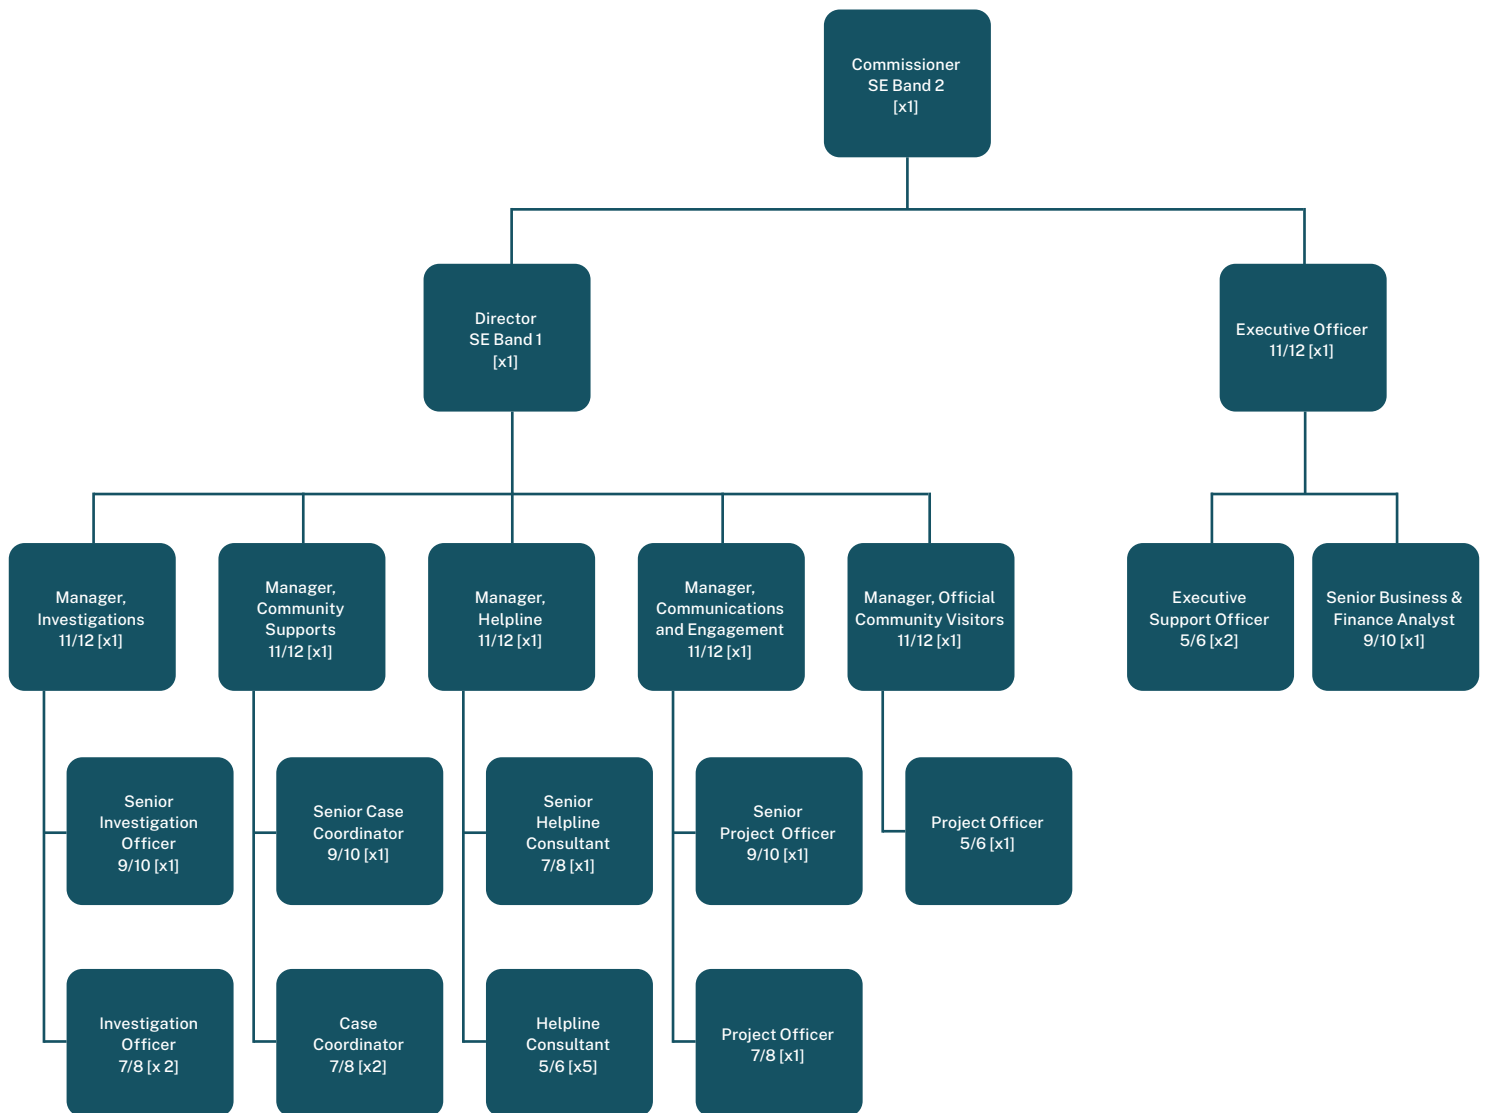 Commissioner
SE Band 2
[x1]
Director
SE Band 1
[x1]
Executive Officer
11/12 [x1]
Manager,
Investigations
11/12 [x1]
Manager,
Community
Supports
11/12 [x1]
Manager,
Helpline
11/12 [x1]
Manager,
Communications
and Engagement
11/12 [x1]
Manager, Official
Community Visitors
11/12 [x1]
Executive
Support Officer
5/6 [x2]
Senior Business &
Finance Analyst
9/10 [x1]
Senior
Investigation
Officer
9/10 [x1]
Senior Case
Coordinator
9/10 [x1]
Senior
Helpline
Consultant
7/8 [x1]
Senior
Project Officer
9/10 [x1]
Project Officer
5/6 [x1]
Investigation
Officer
7/8 [x 2]
Case
Coordinator
7/8 [x2]
Helpline
Consultant
5/6 [x5]
Project Officer
7/8 [x1]